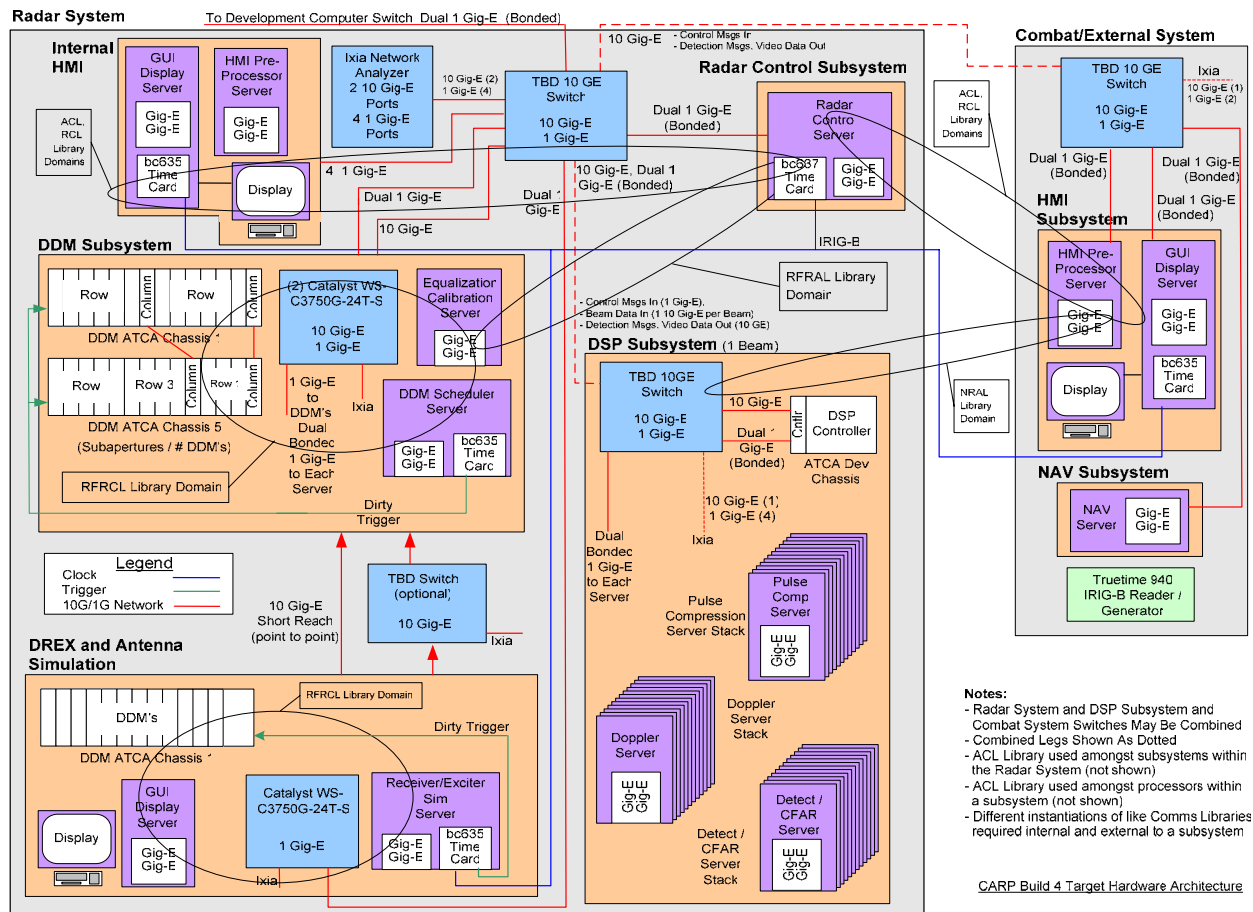 Radar System
To Development Computer Switch Dual 1 Gig-E (Bonded)
Internal
HMI
GUI
Display
Server
Gig-E
Gig-E
bc635
Time
Card
HMI Pre-
Processor
Server
Gig-E
Gig-E
Display
ACL,
RCL
Library
Domains
Ixia Network
Analyzer
2 10 Gig-E
Ports
4 1 Gig-E
Ports
10 Gig-E (2)
1 Gig-E (4)
TBD 10 GE
Switch
10 Gig-E
1 Gig-E
10 Gig-E
- Control Msgs In
- Detection Msgs, Video Data Out
Radar Control Subsystem
Radar
Control
Server
bc637
Time
Card
Gig-E
Gig-E
Dual 1 Gig-E
(Bonded)
4 1 Gig-E
Dual 1 Gig-E
10 Gig-E
Dual 1
Gig-E
10 Gig-E, Dual 1
Gig-E (Bonded)
IRIG-B
RFRAL Library
Domain
Combat/External System
TBD 10 GE
Switch
10 Gig-E
1 Gig-E
Ixia
10 Gig-E (1)
1 Gig-E (2)
ACL,
RCL
Library
Domains
Dual 1 Gig-E
(Bonded)
Dual 1 Gig-E
(Bonded)
Dual 1 Gig-E
(Bonded)
HMI
Subsystem
HMI Pre-
Processor
Server
Gig-E
Gig-E
GUI
Display
Server
Gig-E
Gig-E
bc635
Time
Card
Display
NRAL
Library
Domain
NAV Subsystem
NAV
Server
Gig-E
Gig-E
Truetime 940
IRIG-B Reader /
Generator
DDM Subsystem
Row
Column
Row
Column
DDM ATCA Chassis 1
Row
Row 3
Column
Row 1
Column
DDM ATCA Chassis 5
(Subapertures / # DDM's)
(2) Catalyst WS-
C3750G-24T-S
10 Gig-E
1 Gig-E
Equalization
Calibration
Server
Gig-E
Gig-E
1 Gig-E
to
DDM's
Dual
Bonded
1 Gig-E
to Each
Server
Ixia
DDM Scheduler
Server
Gig-E
Gig-E
bc635
Time
Card
RFRCL Library Domain
Dirty
Trigger
- Control Msgs In (1 Gig-E),
- Beam Data In (1 10 Gig-E per Beam)
- Detection Msgs, Video Data Out (10 GE)
DSP Subsystem (1 Beam)
TBD 10GE
Switch
10 Gig-E
1 Gig-E
10 Gig-E
Dual 1
Gig-E
(Bonded)
Cntlr
DSP
Controller
ATCA Dev
Chassis
10 Gig-E (1)
1 Gig-E (4)
Ixia
Dual
Bonded
1 Gig-E
to Each
Server
Pulse
Comp
Server
Gig-E
Gig-E
Pulse
Compression
Server Stack
Doppler
Server
Gig-E
Gig-E
Doppler
Server
Stack
Detect /
CFAR
Server
Gig-E
Gig-E
Detect /
CFAR
Server
Stack
Legend
Clock
Trigger
10G/1G Network
10 Gig-E
Short Reach
(point to point)
TBD Switch
(optional)
10 Gig-E
Ixia
DREX and Antenna
Simulation
DDM's
DDM ATCA Chassis 1
RFRCL Library Domain
Dirty Trigger
Display
GUI
Display
Server
Gig-E
Gig-E
Catalyst WS-
C3750G-24T-S
1 Gig-E
Ixia
Receiver/Exciter
Sim
Server
Gig-E
Gig-E
bc635
Time
Card
Notes:
- Radar System and DSP Subsystem and
Combat System Switches May Be Combined
- Combined Legs Shown As Dotted
- ACL Library used amongst subsystems within
the Radar System (not shown)
- ACL Library used amongst processors within
a subsystem (not shown)
- Different instantiations of like Comms Libraries
required internal and external to a subsystem
CARP Build 4 Target Hardware Architecture